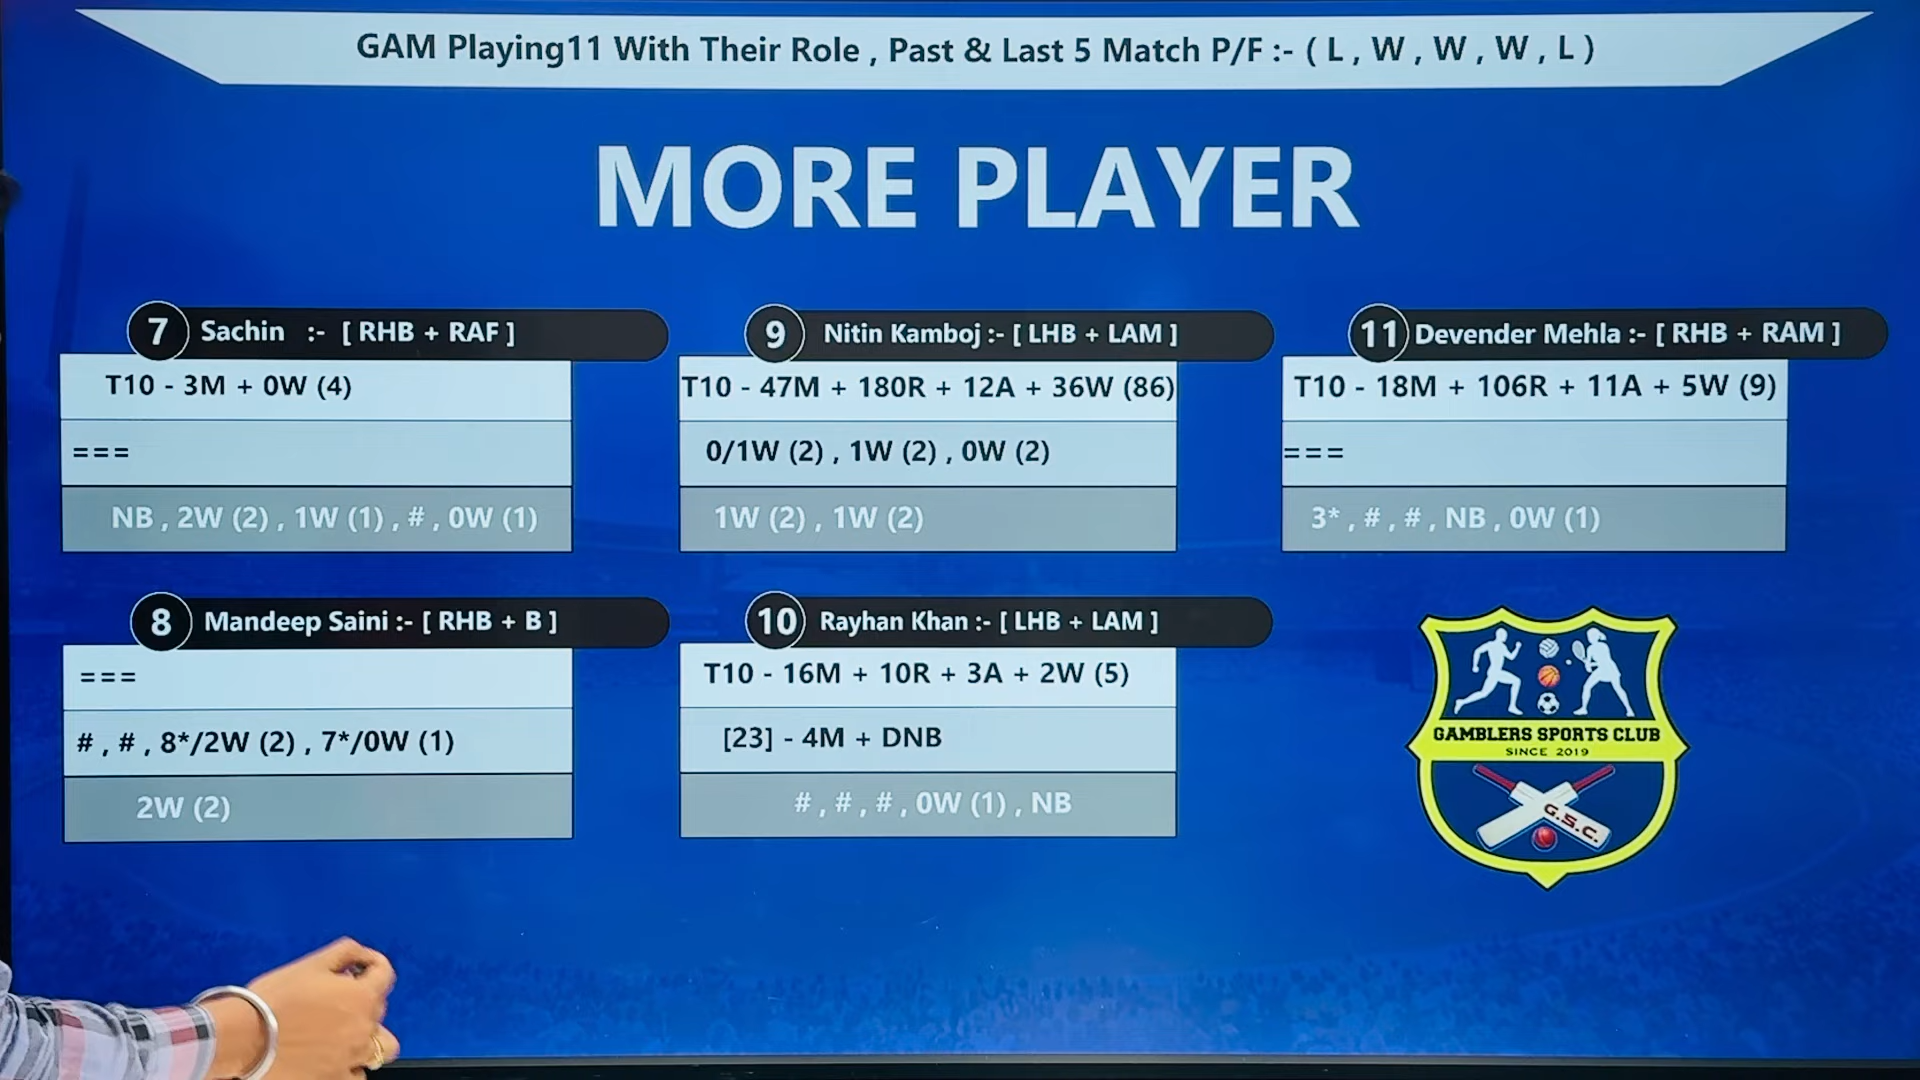 GAM Playing11 With Their Role , Past & Last 5 Match P/F :- ( L , W , W , W , L )
MORE PLAYER
7 Sachin :- [ RHB + RAF ]
T10 - 3M + 0W (4)
===
NB , 2W (2) , 1W (1) , # , 0W (1)
8 Mandeep Saini :- [ RHB + B ]
===
# , # , 8*/2W (2) , 7*/0W (1)
2W (2)
9 Nitin Kamboj :- [ LHB + LAM ]
T10 - 47M + 180R + 12A + 36W (86)
0/1W (2) , 1W (2) , 0W (2)
1W (2) , 1W (2)
10 Rayhan Khan :- [ LHB + LAM ]
T10 - 16M + 10R + 3A + 2W (5)
[23] - 4M + DNB
# , # , # , 0W (1) , NB
11 Devender Mehla :- [ RHB + RAM ]
T10 - 18M + 106R + 11A + 5W (9)
===
3* , # , # , NB , 0W (1)
GAMBLERS SPORTS CLUB
SINCE 2019
G.S.C.